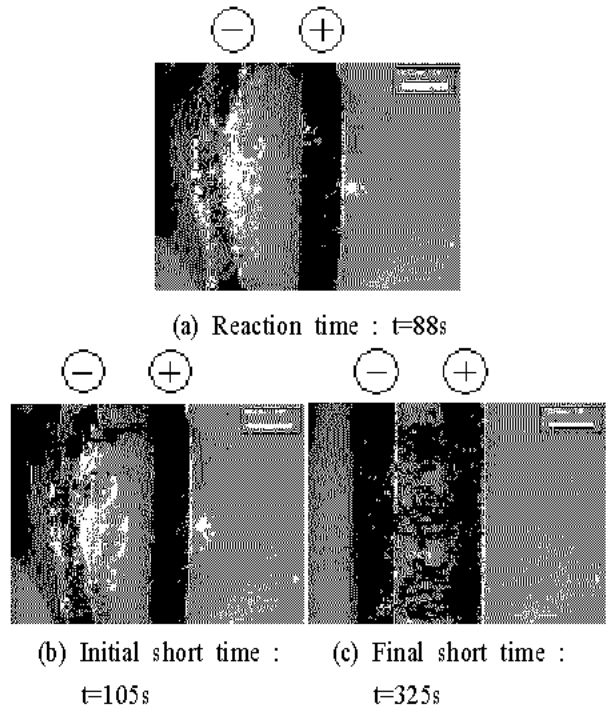 − +
(a) Reaction time : t=88s
− +
− +
(b) Initial short time :
t=105s
(c) Final short time :
t=325s